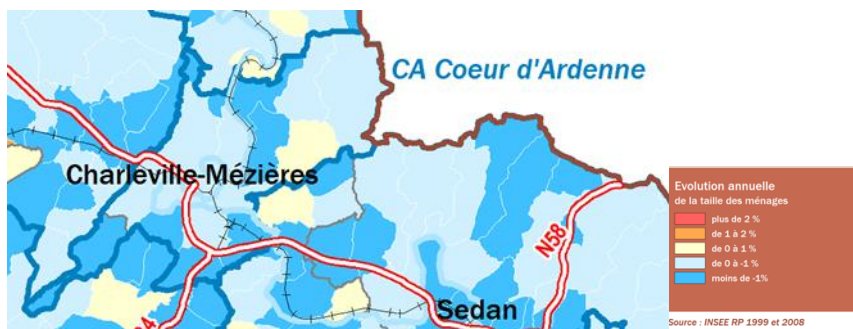 CA Coeur d'Ardenne
Charleville-Mézières
N58
Sedan
Evolution annuelle
de la taille des ménages
plus de 2 %
de 1 à 2 %
de 0 à 1 %
de 0 à -1 %
moins de -1%
Source : INSEE RP 1999 et 2008